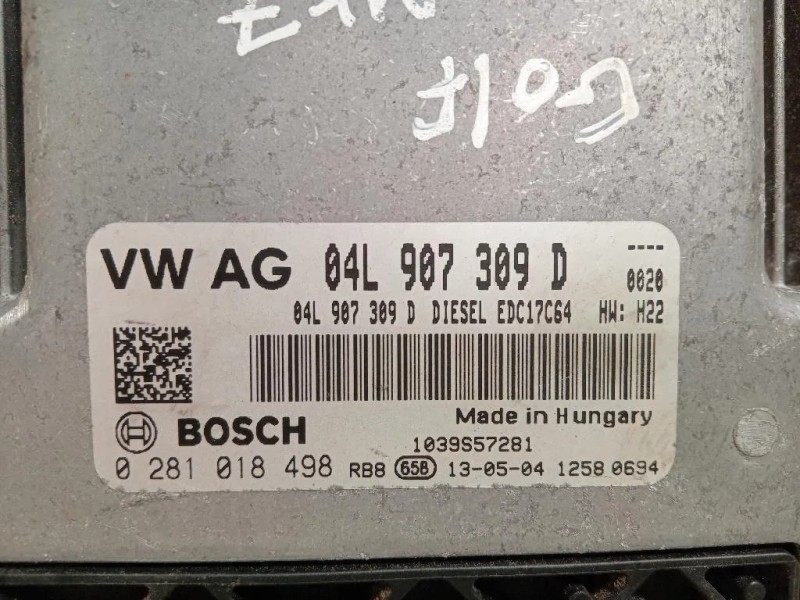 Golf
MK7
VW AG 04L 907 309 D ----
0020
04L 907 309 D DIESEL EDC17C64 HW: H22
BOSCH Made in Hungary
1039S57281
0 281 018 498 RB8 658 13-05-04 1258 0694